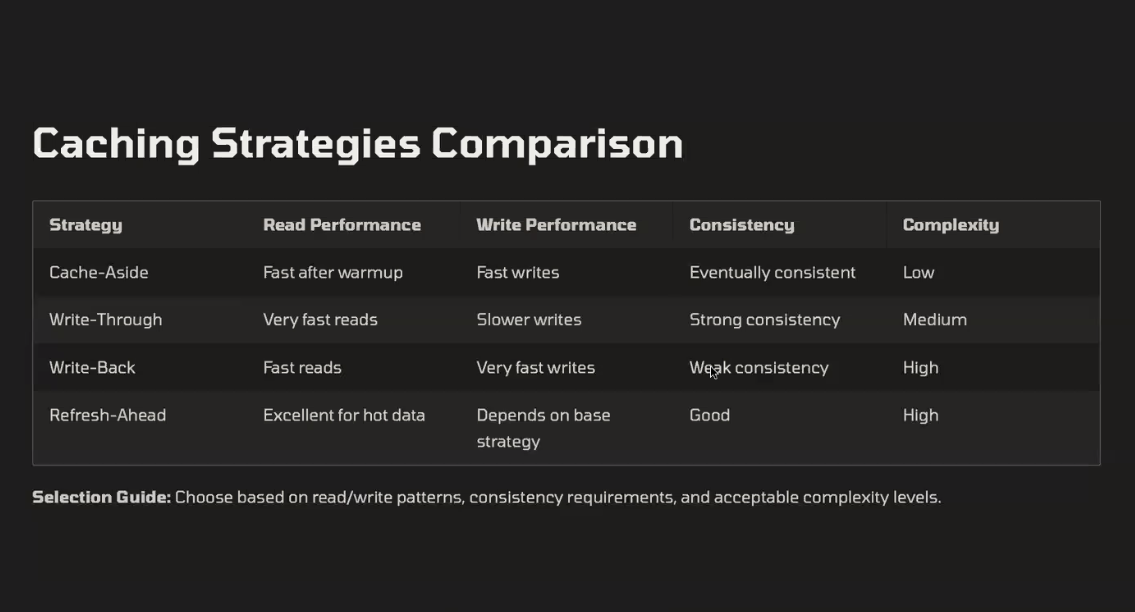 Caching Strategies Comparison
Strategy Read Performance Write Performance Consistency Complexity
Cache-Aside Fast after warmup Fast writes Eventually consistent Low
Write-Through Very fast reads Slower writes Strong consistency Medium
Write-Back Fast reads Very fast writes Weak consistency High
Refresh-Ahead Excellent for hot data Depends on base Good High
strategy
Selection Guide: Choose based on read/write patterns, consistency requirements, and acceptable complexity levels.